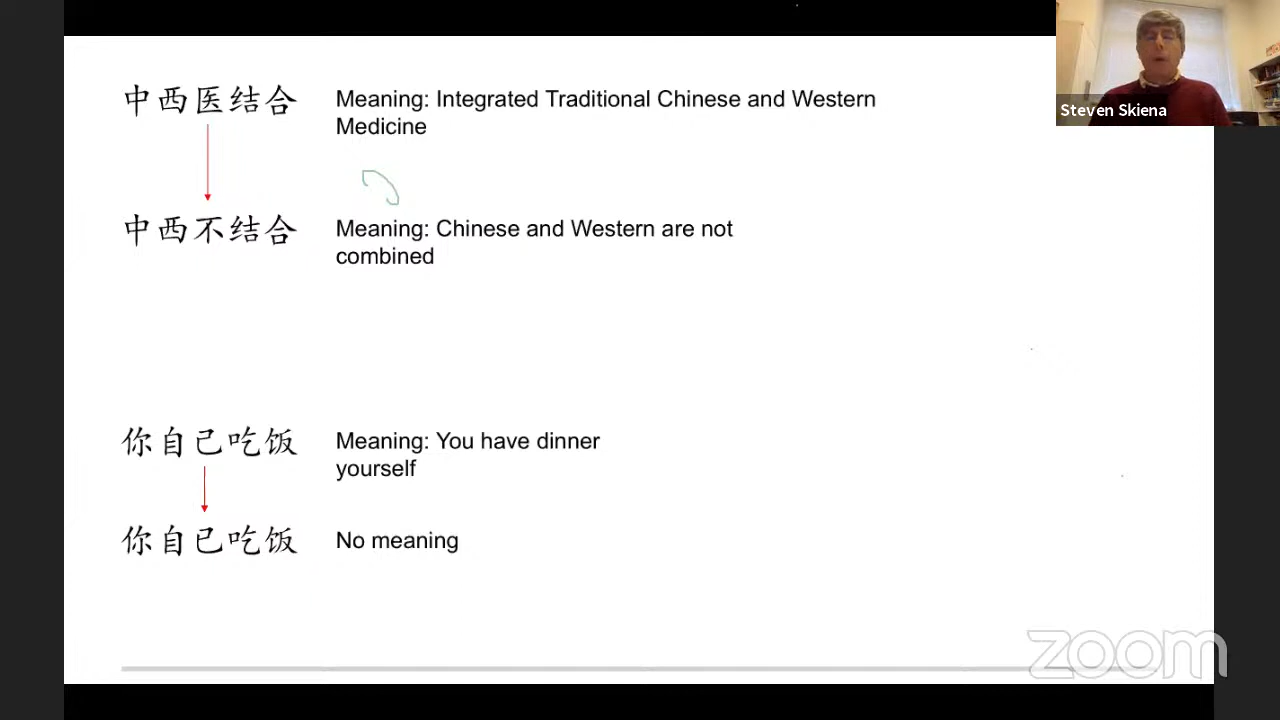 Steven Skiena
中西医结合
Meaning: Integrated Traditional Chinese and Western
Medicine
中西不结合
Meaning: Chinese and Western are not
combined
你自己吃饭
Meaning: You have dinner
yourself
你自已吃饭
No meaning
zoom